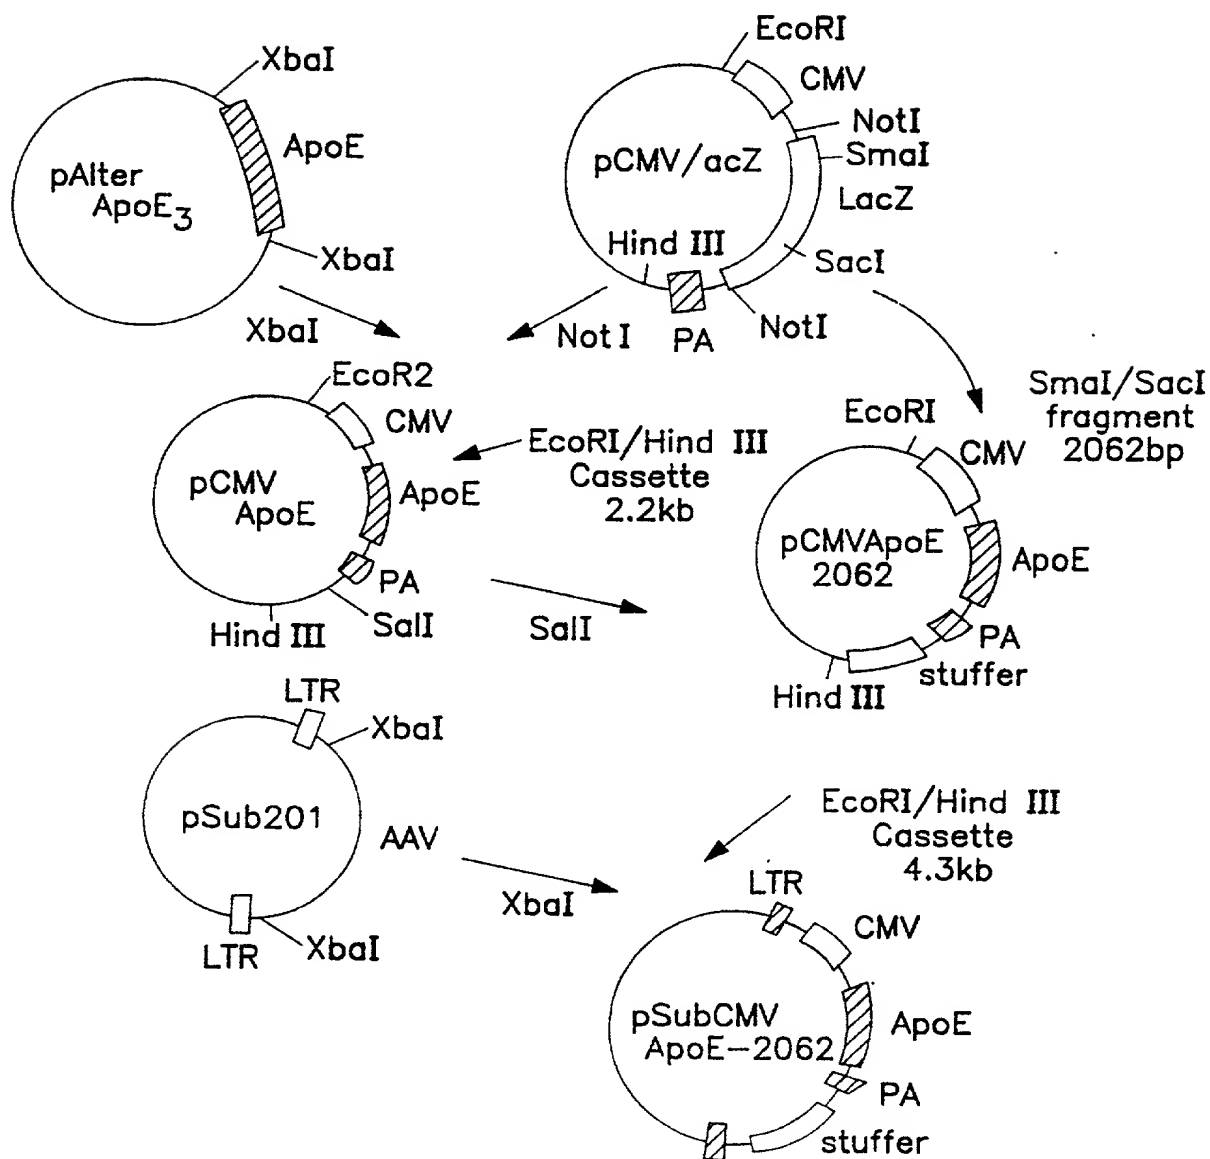 XbaI
ApoE
pAlter
ApoE3
XbaI
XbaI
EcoRI
CMV
NotI
SmaI
pCMV/acZ
LacZ
Hind III
SacI
PA
NotI
Not I
SmaI/SacI
fragment
2062bp
EcoR2
CMV
EcoRI/Hind III
Cassette
2.2kb
pCMV
ApoE
ApoE
PA
SalI
Hind III
SalI
EcoRI
CMV
pCMVApoE
2062
ApoE
PA
stuffer
Hind III
LTR
XbaI
pSub201
AAV
XbaI
LTR
XbaI
EcoRI/Hind III
Cassette
4.3kb
LTR
CMV
pSubCMV
ApoE-2062
ApoE
PA
stuffer